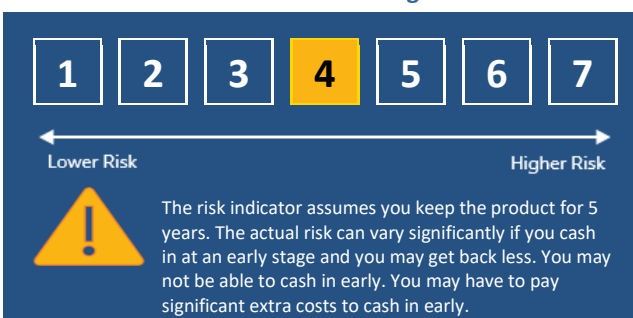 1 2 3 4 5 6 7
Lower Risk Higher Risk
The risk indicator assumes you keep the product for 5
years. The actual risk can vary significantly if you cash
in at an early stage and you may get back less. You may
not be able to cash in early. You may have to pay
significant extra costs to cash in early.